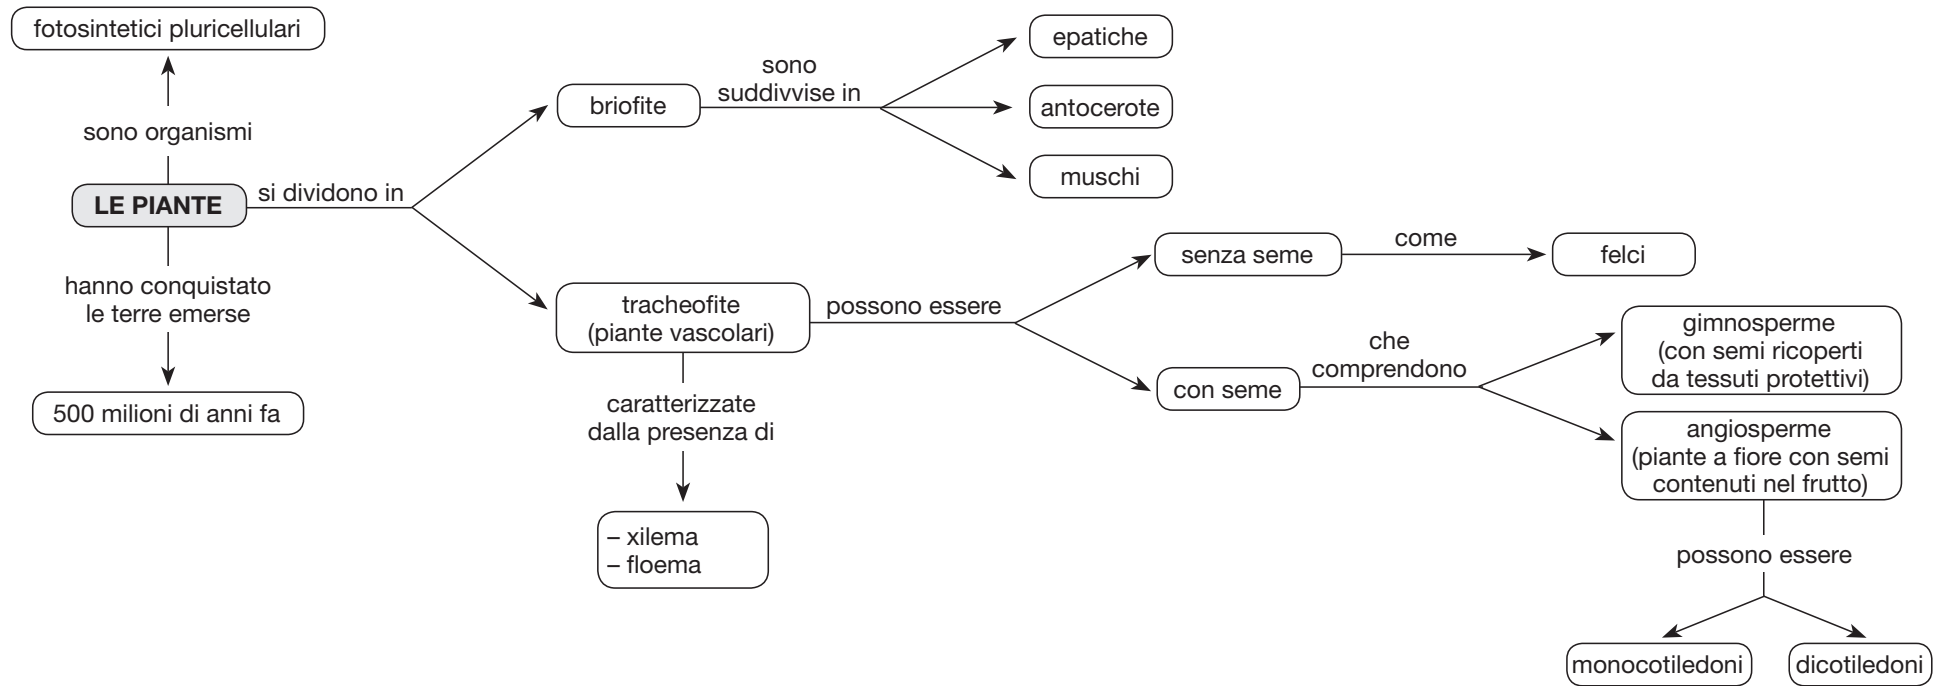 fotosintetici pluricellulari
sono organismi
LE PIANTE
hanno conquistato
le terre emerse
500 milioni di anni fa
si dividono in
briofite
sono
suddivvise in
epatiche
antocerote
muschi
tracheofite
(piante vascolari)
caratterizzate
dalla presenza di
– xilema
– floema
possono essere
senza seme
come
felci
con seme
che
comprendono
gimnosperme
(con semi ricoperti
da tessuti protettivi)
angiosperme
(piante a fiore con semi
contenuti nel frutto)
possono essere
monocotiledoni
dicotiledoni